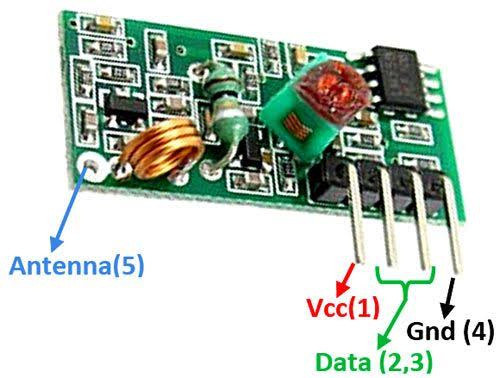 Antenna(5)
Vcc(1)
Gnd (4)
Data (2,3)